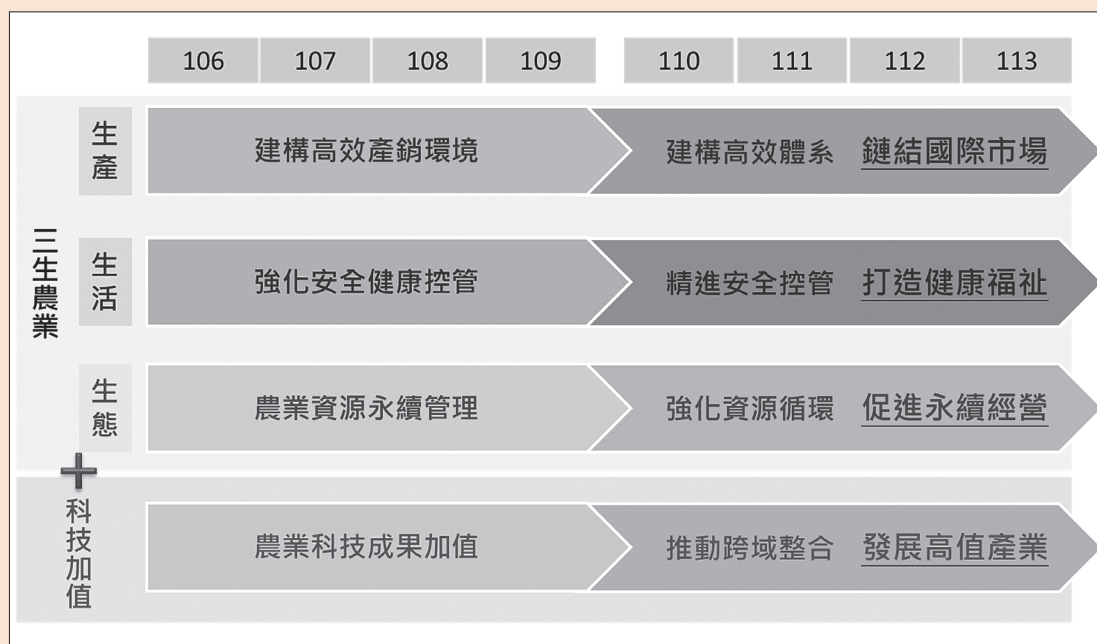 106 107 108 109 110 111 112 113
三生農業
生產
建構高效產銷環境
建構高效體系 鏈結國際市場
生活
強化安全健康控管
精進安全控管 打造健康福祉
生態
農業資源永續管理
強化資源循環 促進永續經營
+
科技加值
農業科技成果加值
推動跨域整合 發展高值產業